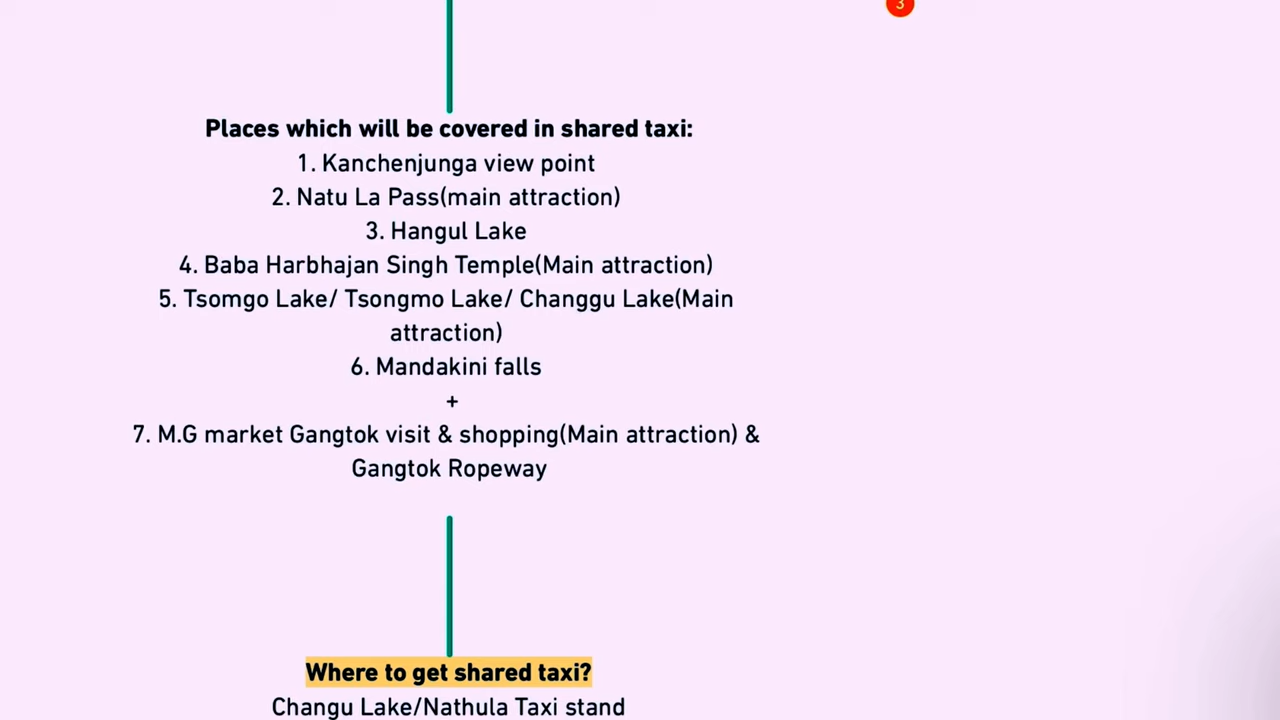 3
Places which will be covered in shared taxi:
1. Kanchenjunga view point
2. Natu La Pass(main attraction)
3. Hangul Lake
4. Baba Harbhajan Singh Temple(Main attraction)
5. Tsomgo Lake/ Tsongmo Lake/ Changgu Lake(Main
attraction)
6. Mandakini falls
+
7. M.G market Gangtok visit & shopping(Main attraction) &
Gangtok Ropeway
Where to get shared taxi?
Changu Lake/Nathula Taxi stand